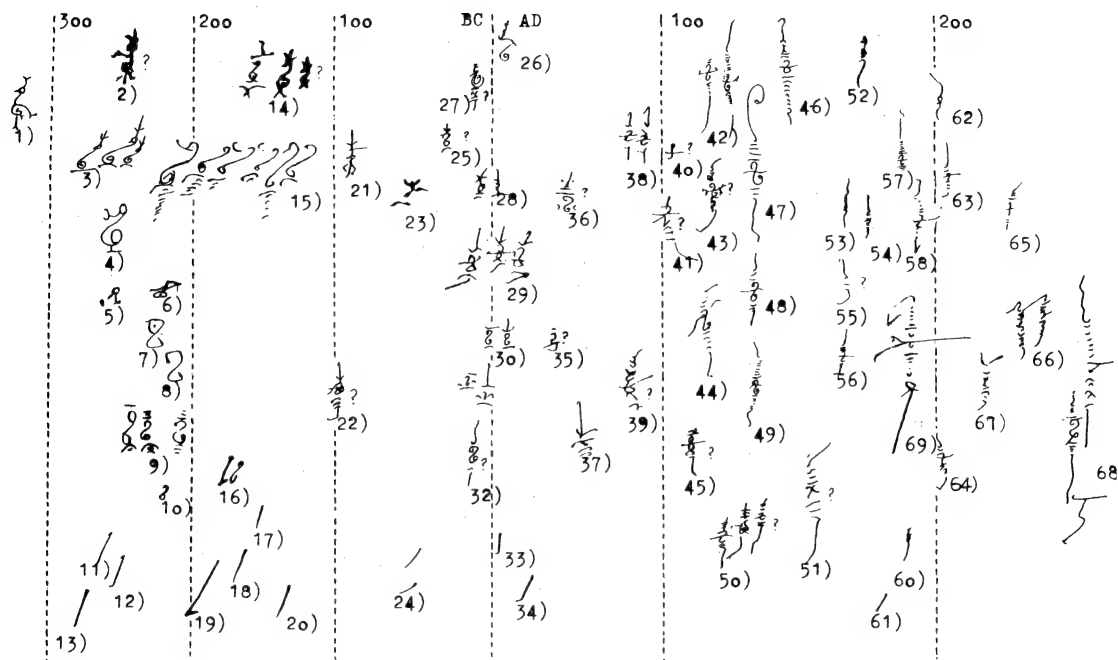 300 200 100 BC AD 100 200
26)
2) ? 14) ? 27) ? 46) 52)
1) 62)
25) ? 42)
3) 21) 38) 40) ? 57)
15) 23) 28) 36) ? 43) ? 47) 63)
4) 41) ? 53) 54) 58) 65)
5) 6) 29) 48) 55) ?
7) 30) 35) ? 66)
8) 44) 56)
22) ? 32) ? 39) ? 49) 67)
9) 37) 69)
10) 16) 45) 64) 68)
17) 50) ? 51) ?
11) 12) 18) 33) 60)
13) 19) 20) 24) 34) 61)